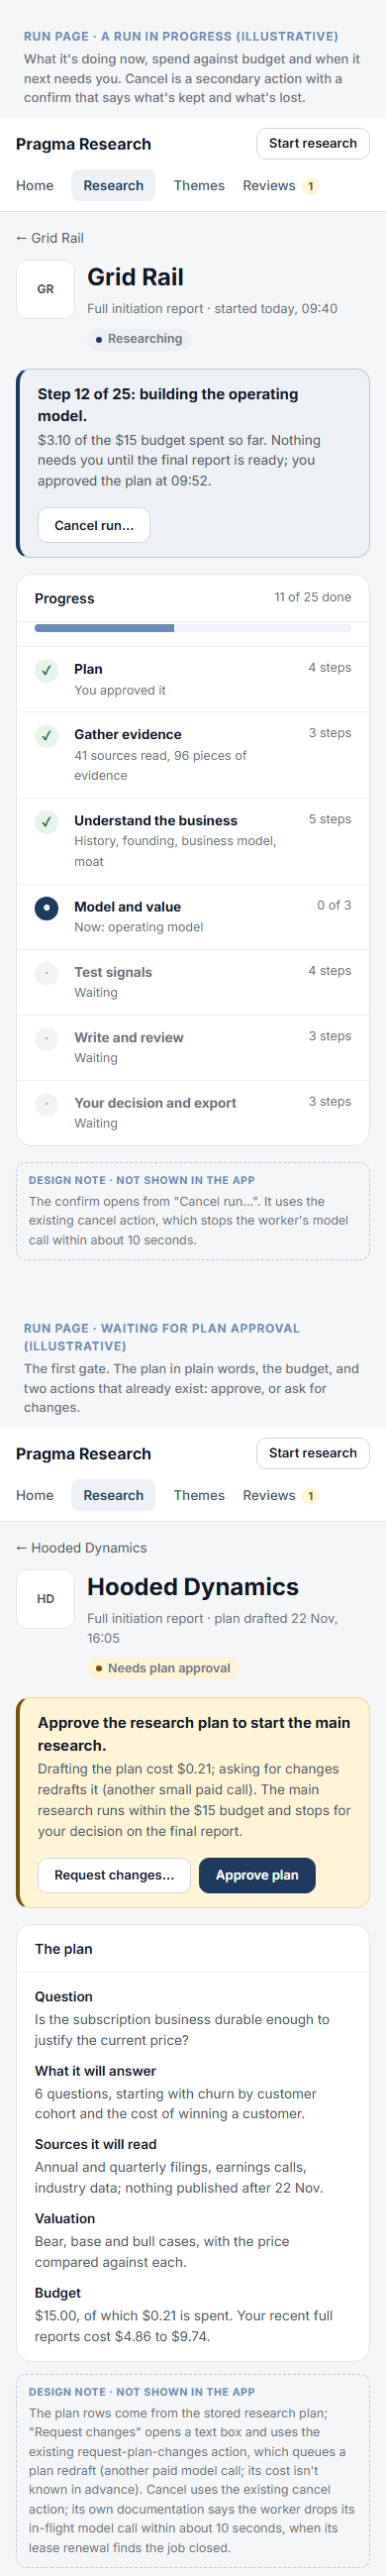 RUN PAGE · A RUN IN PROGRESS (ILLUSTRATIVE)
What it's doing now, spend against budget and when it
next needs you. Cancel is a secondary action with a
confirm that says what's kept and what's lost.
Pragma Research
Start research
Home
Research
Themes
Reviews 1
← Grid Rail
GR
Grid Rail
Full initiation report · started today, 09:40
Researching
Step 12 of 25: building the operating
model.
$3.10 of the $15 budget spent so far. Nothing
needs you until the final report is ready; you
approved the plan at 09:52.
Cancel run...
Progress
11 of 25 done
✓ Plan
4 steps
You approved it
✓ Gather evidence
3 steps
41 sources read, 96 pieces of
evidence
✓ Understand the business
5 steps
History, founding, business model,
moat
Model and value
0 of 3
Now: operating model
Test signals
4 steps
Waiting
Write and review
3 steps
Waiting
Your decision and export
3 steps
Waiting
DESIGN NOTE · NOT SHOWN IN THE APP
The confirm opens from "Cancel run...". It uses the
existing cancel action, which stops the worker's model
call within about 10 seconds.
RUN PAGE · WAITING FOR PLAN APPROVAL
(ILLUSTRATIVE)
The first gate. The plan in plain words, the budget, and
two actions that already exist: approve, or ask for
changes.
Pragma Research
Start research
Home
Research
Themes
Reviews 1
← Hooded Dynamics
HD
Hooded Dynamics
Full initiation report · plan drafted 22 Nov,
16:05
Needs plan approval
Approve the research plan to start the main
research.
Drafting the plan cost $0.21; asking for changes
redrafts it (another small paid call). The main
research runs within the $15 budget and stops for
your decision on the final report.
Request changes...
Approve plan
The plan
Question
Is the subscription business durable enough to
justify the current price?
What it will answer
6 questions, starting with churn by customer
cohort and the cost of winning a customer.
Sources it will read
Annual and quarterly filings, earnings calls,
industry data; nothing published after 22 Nov.
Valuation
Bear, base and bull cases, with the price
compared against each.
Budget
$15.00, of which $0.21 is spent. Your recent full
reports cost $4.86 to $9.74.
DESIGN NOTE · NOT SHOWN IN THE APP
The plan rows come from the stored research plan;
"Request changes" opens a text box and uses the
existing request-plan-changes action, which queues a
plan redraft (another paid model call; its cost isn't
known in advance). Cancel uses the existing cancel
action; its own documentation says the worker drops its
in-flight model call within about 10 seconds, when its
lease renewal finds the job closed.